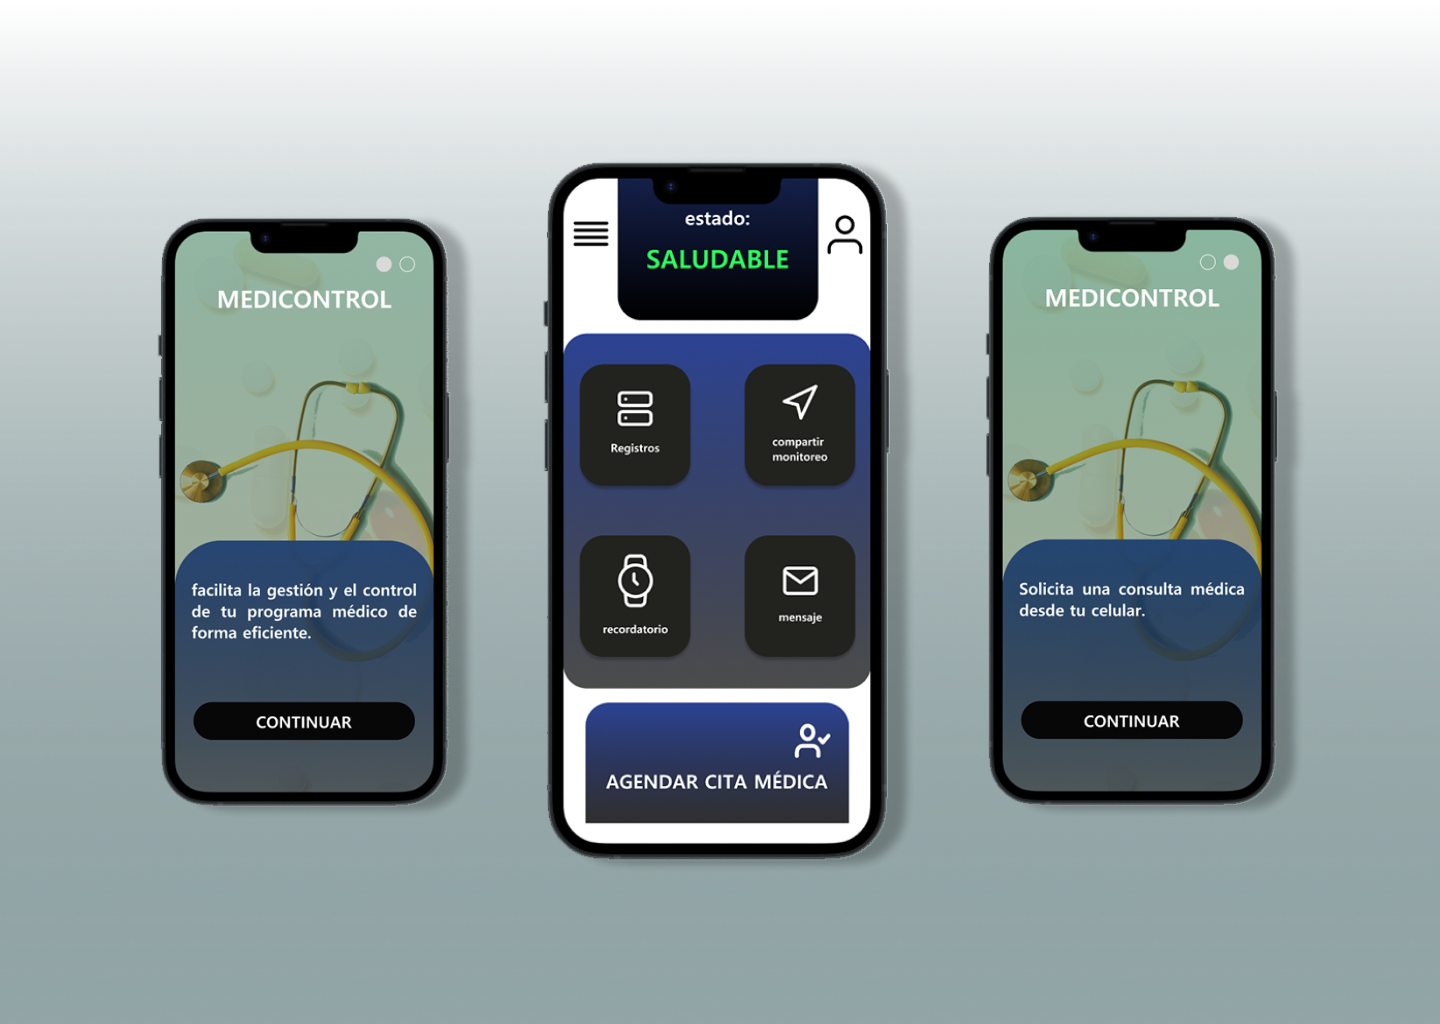 MEDICONTROL
facilita la gestión y el control
de tu programa médico de
forma eficiente.
CONTINUAR
estado:
SALUDABLE
Registros
compartir
monitoreo
recordatorio
mensaje
AGENDAR CITA MÉDICA
MEDICONTROL
Solicita una consulta médica
desde tu celular.
CONTINUAR